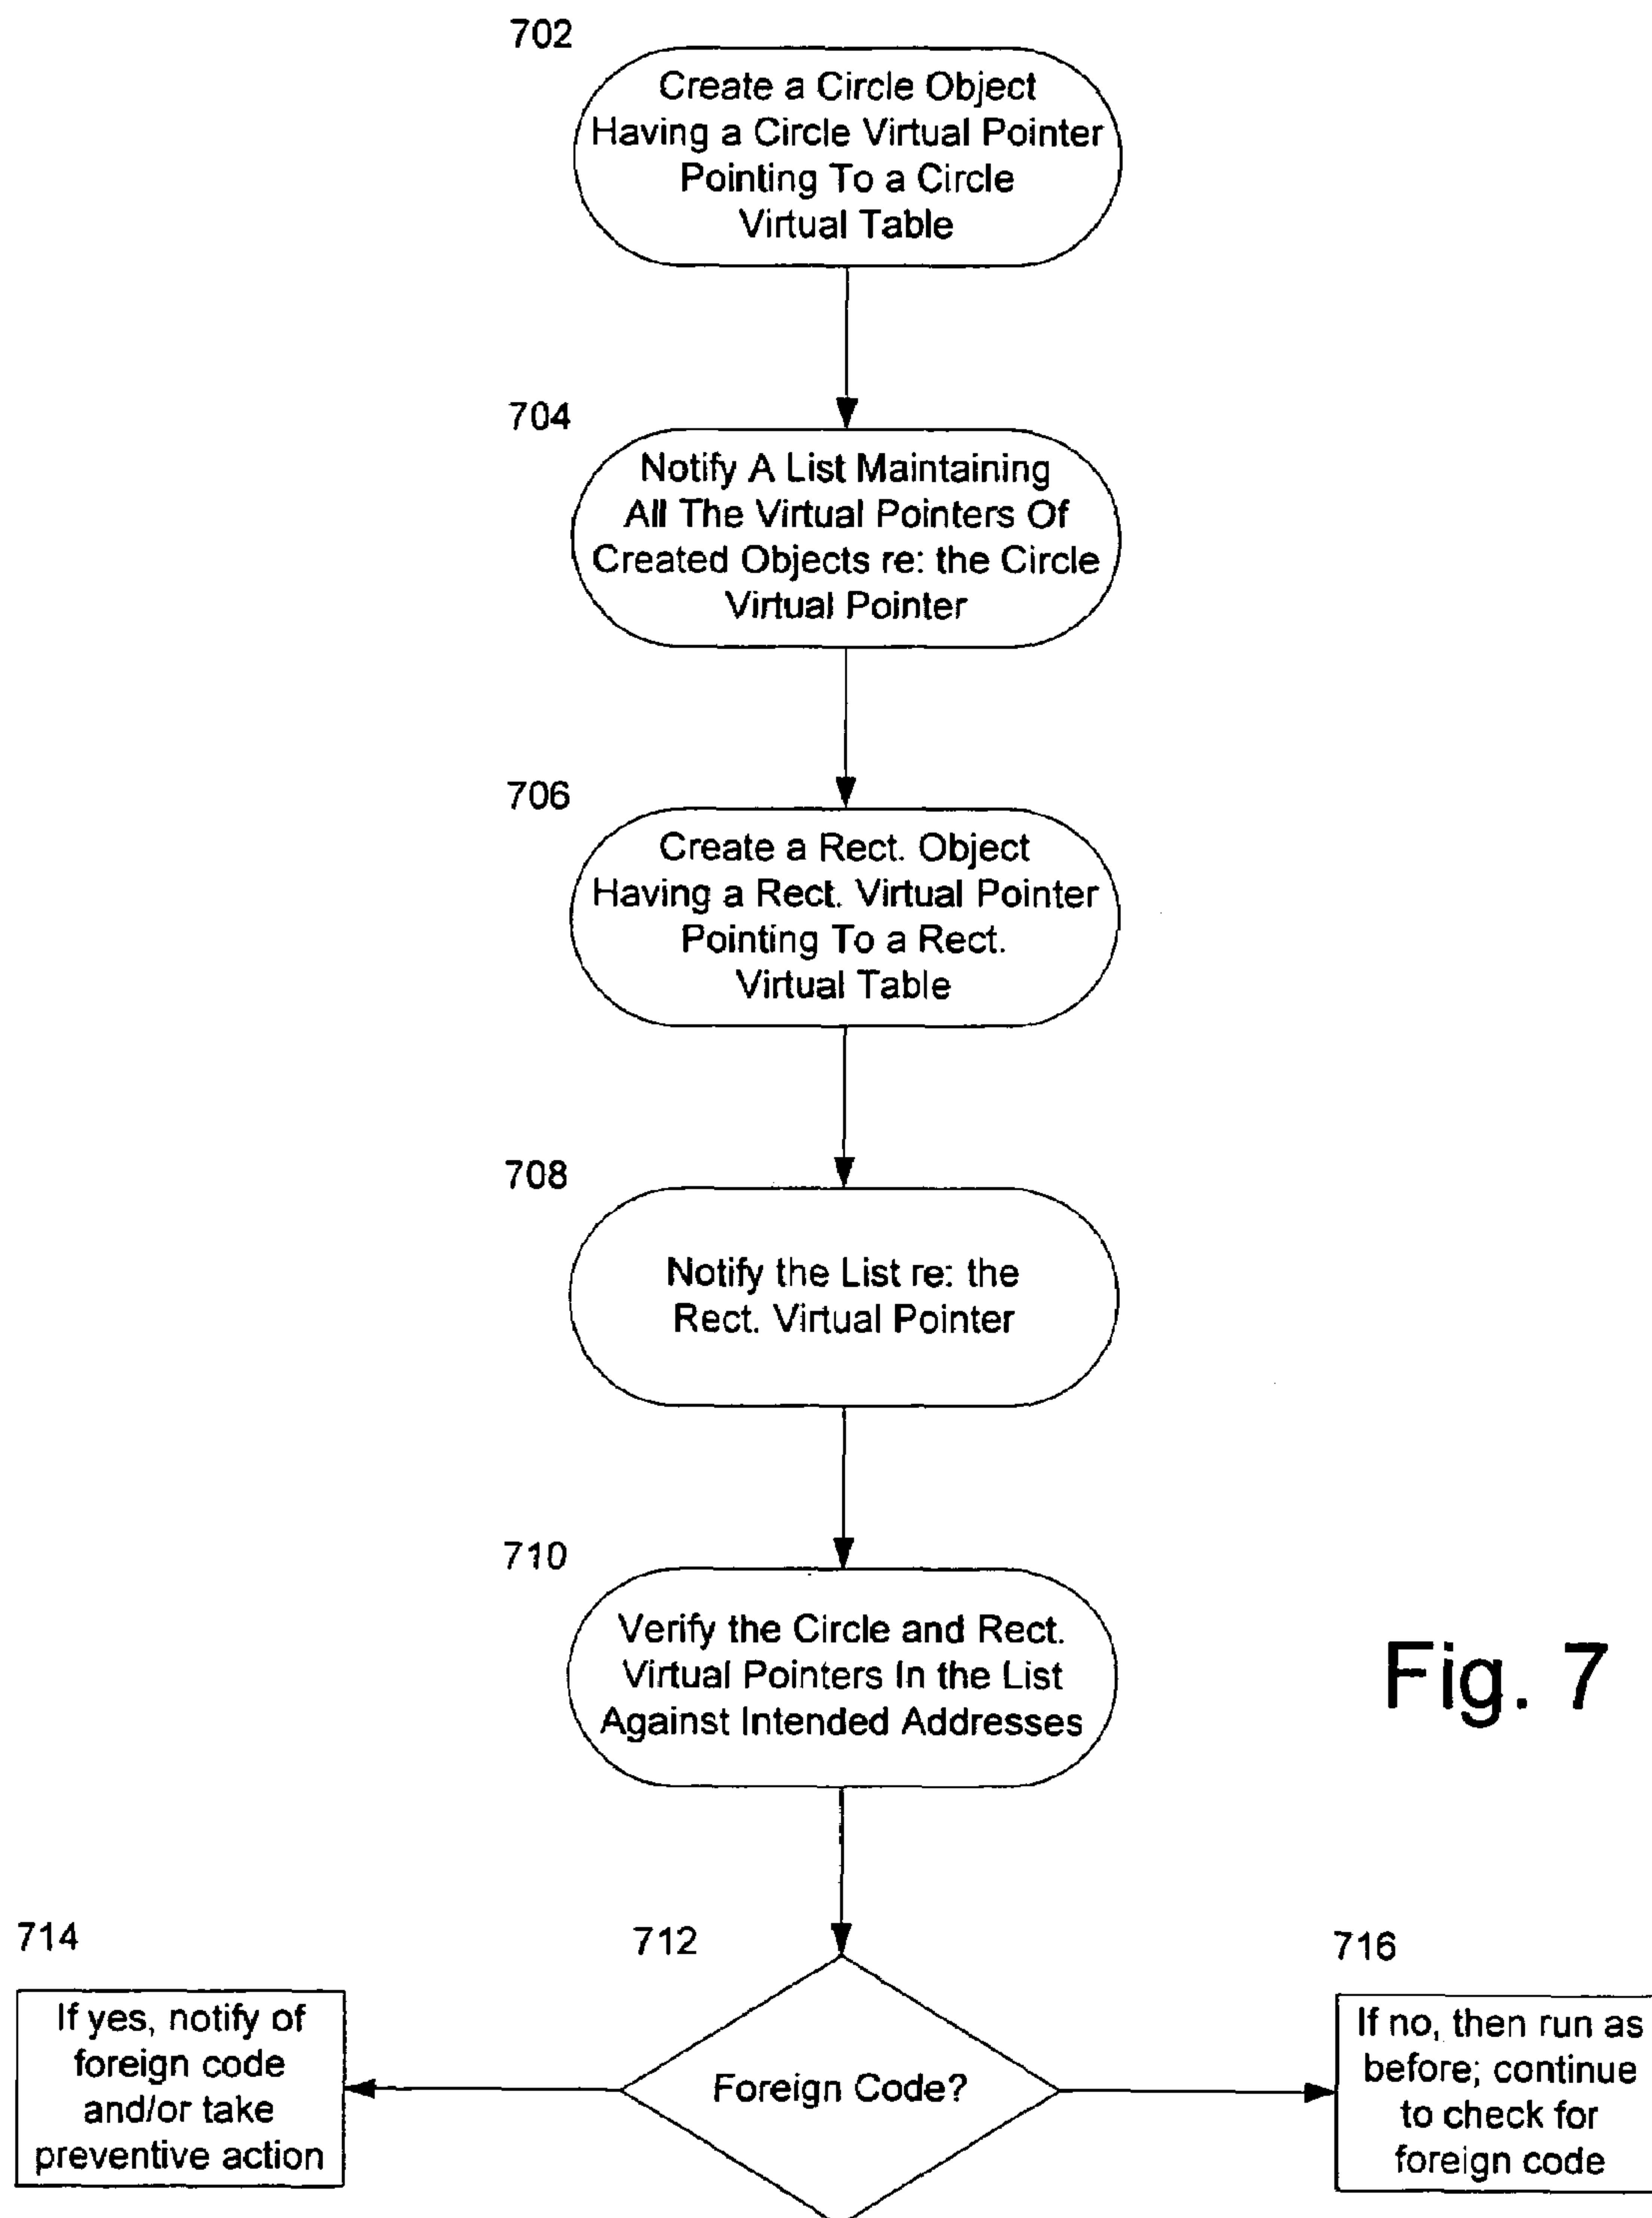 702
Create a Circle Object
Having a Circle Virtual Pointer
Pointing To a Circle
Virtual Table
704
Notify A List Maintaining
All The Virtual Pointers Of
Created Objects re: the Circle
Virtual Pointer
706
Create a Rect. Object
Having a Rect. Virtual Pointer
Pointing To a Rect.
Virtual Table
708
Notify the List re: the
Rect. Virtual Pointer
710
Verify the Circle and Rect.
Virtual Pointers In the List
Against Intended Addresses
Fig. 7
714
If yes, notify of
foreign code
and/or take
preventive action
712
Foreign Code?
716
If no, then run as
before; continue
to check for
foreign code